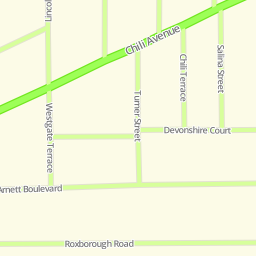 Chili Avenue
Chili Terrace
Salina Street
Turner Street
Westgate Terrace
Devonshire Court
Arnett Boulevard
Roxborough Road